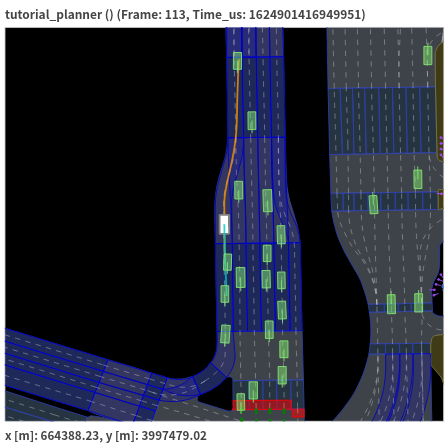 tutorial_planner () (Frame: 113, Time_us: 1624901416949951)
x [m]: 664388.23, y [m]: 3997479.02